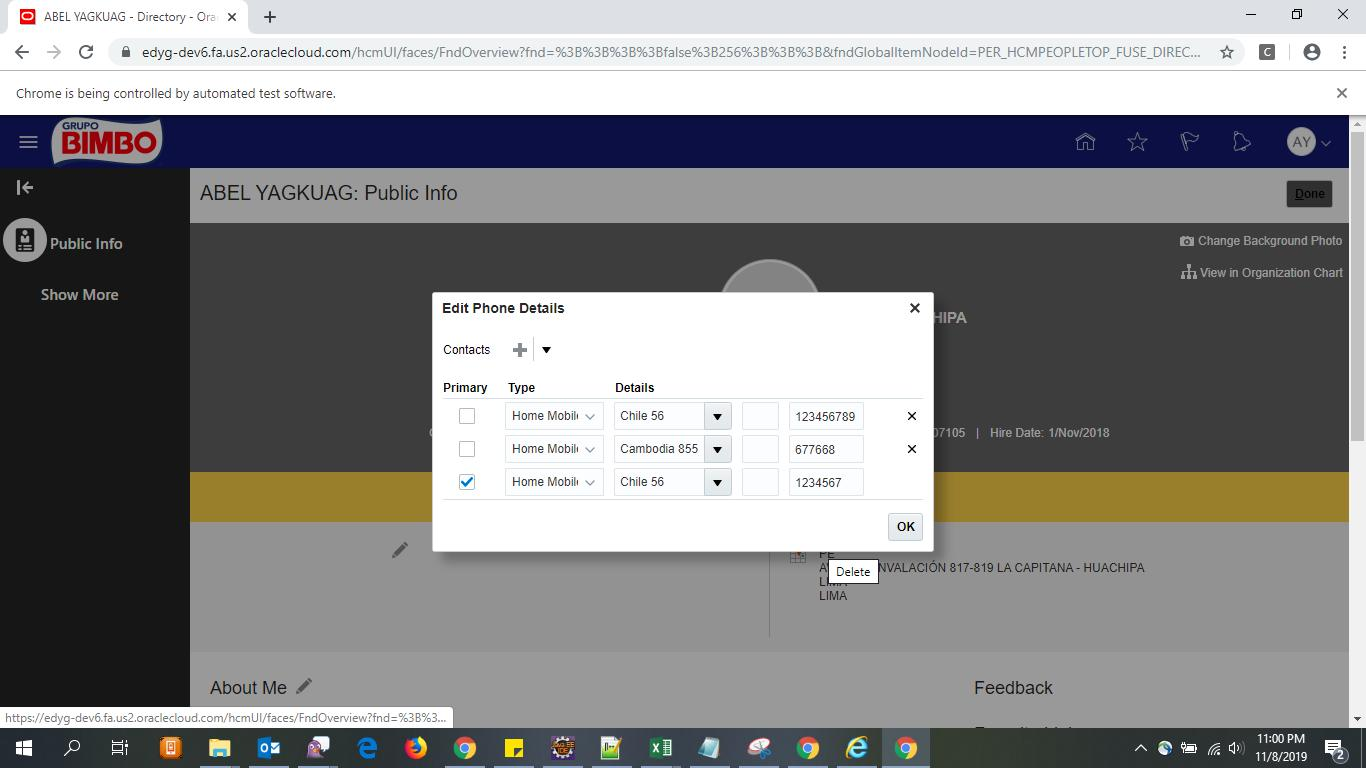 ABEL YAGKUAG - Directory - Ora
edyg-dev6.fa.us2.oraclecloud.com/hcmUI/faces/FndOverview?fnd=%3B%3B%3B%3Bfalse%3B256%3B%3B%3B&fndGlobalItemNodeId=PER_HCMPEOPLETOP_FUSE_DIREC...
C
Chrome is being controlled by automated test software.
GRUPO
BIMBO
AY
ABEL YAGKUAG: Public Info
Done
Public Info
Show More
Change Background Photo
View in Organization Chart
HIPA
07105 | Hire Date: 1/Nov/2018
Edit Phone Details
Contacts
Primary Type Details
Home Mobile Chile 56 123456789
Home Mobile Cambodia 855 677668
Home Mobile Chile 56 1234567
OK
PE
NVALACIÓN 817-819 LA CAPITANA - HUACHIPA
Delete
LIMA
LIMA
About Me
Feedback
https://edyg-dev6.fa.us2.oraclecloud.com/hcmUI/faces/FndOverview?fnd=%3B%3...
11:00 PM
11/8/2019
2